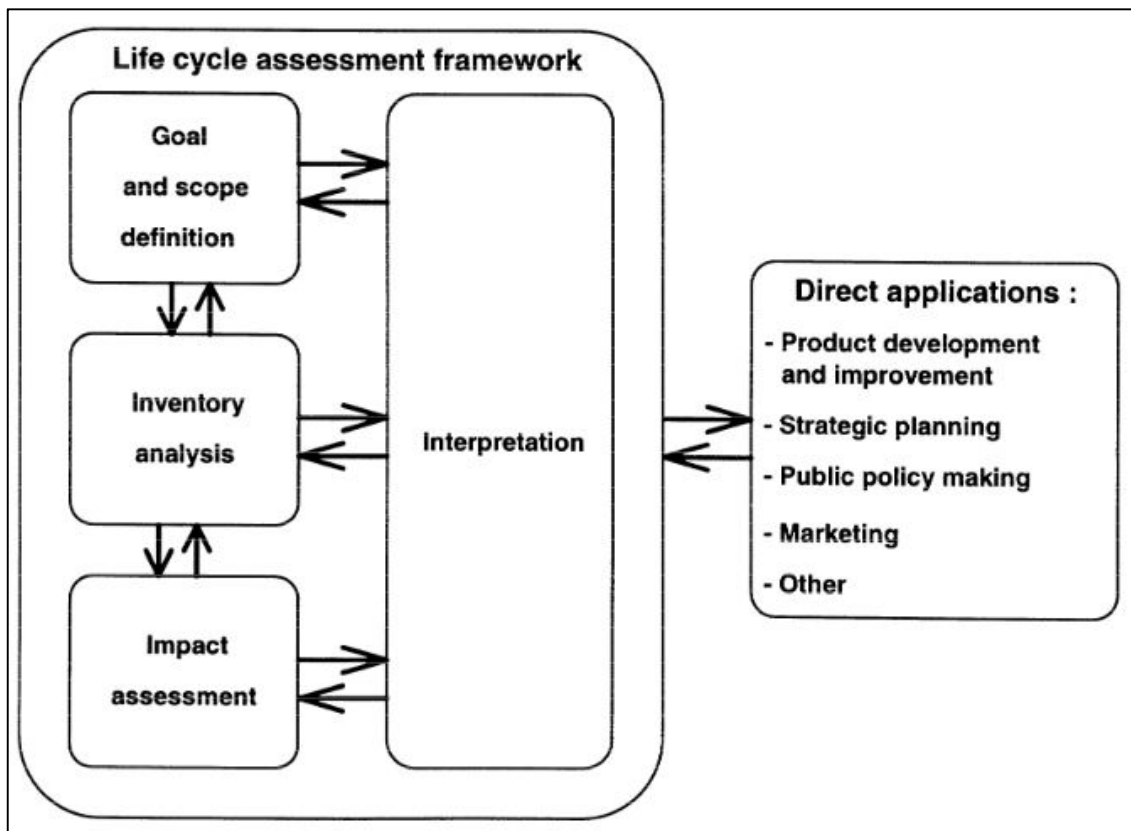 Life cycle assessment framework
Goal
and scope
definition
Inventory
analysis
Impact
assessment
Interpretation
Direct applications :
- Product development
and improvement
- Strategic planning
- Public policy making
- Marketing
- Other